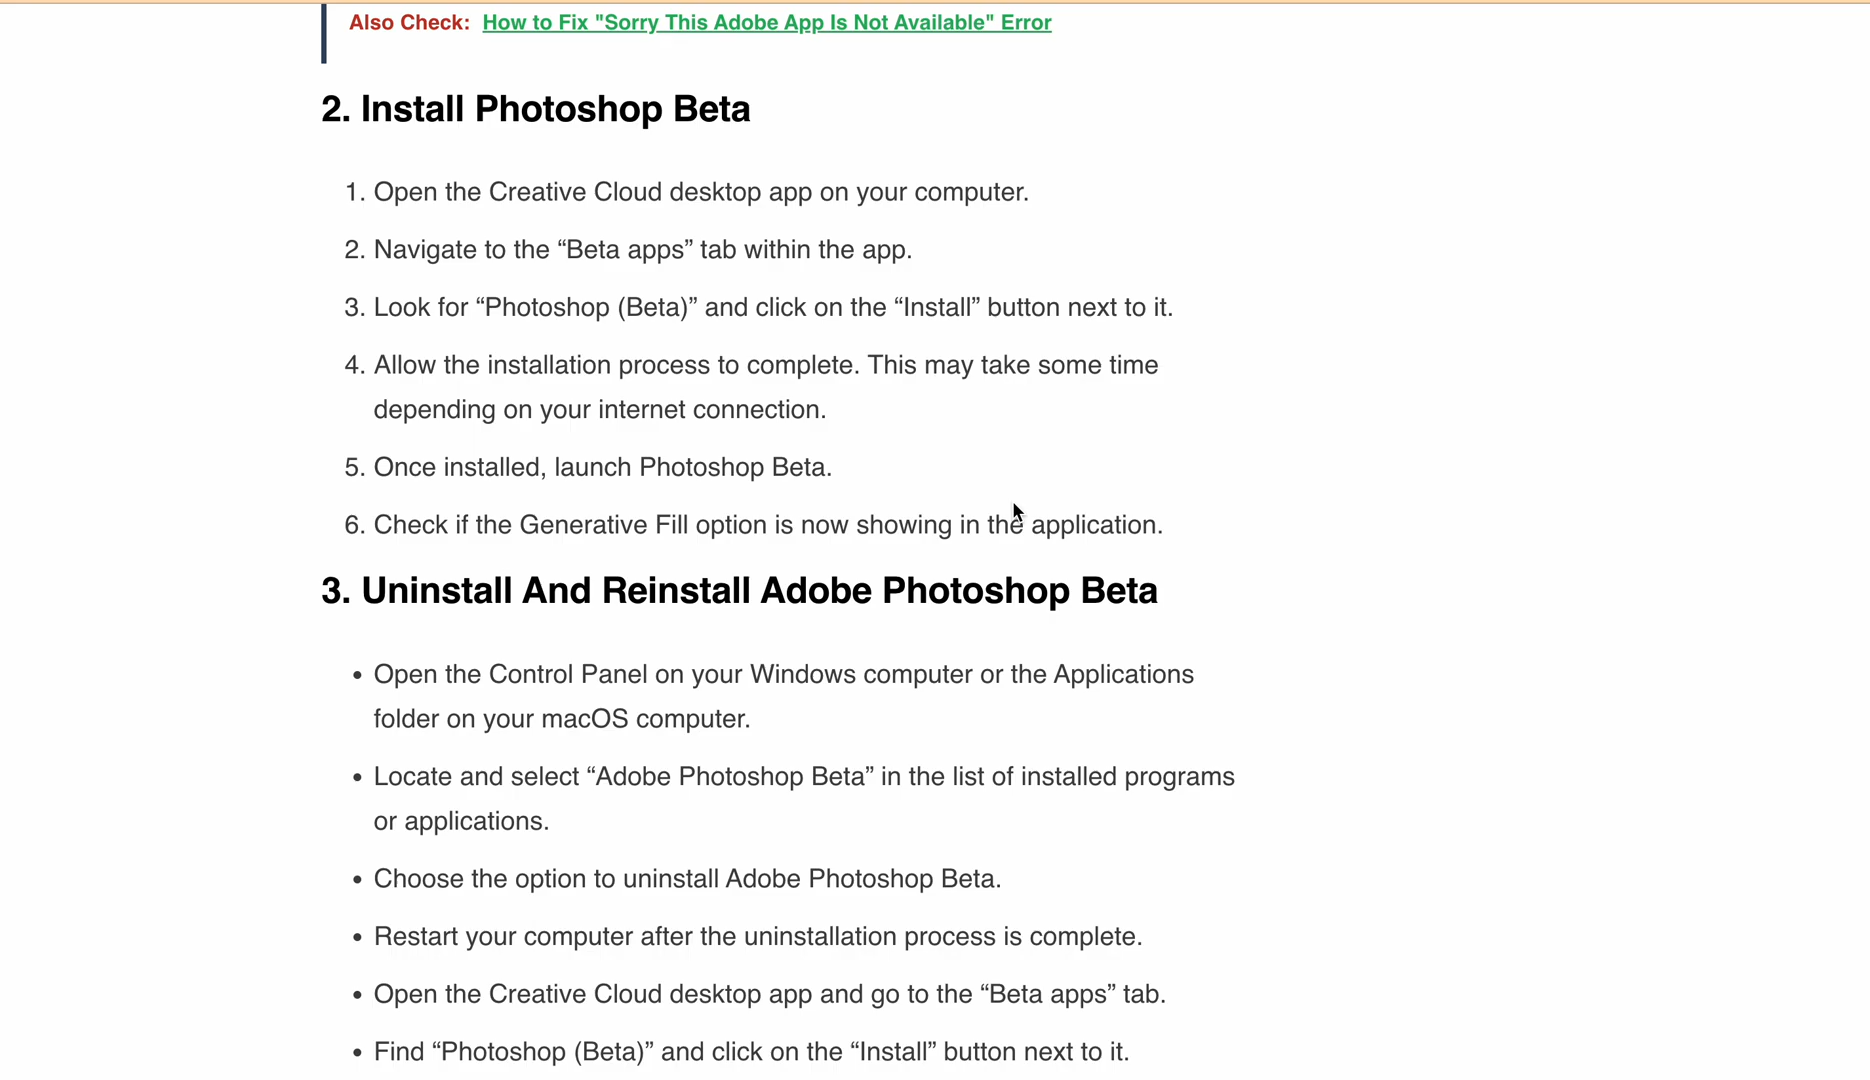 Also Check: How to Fix "Sorry This Adobe App Is Not Available" Error
2. Install Photoshop Beta
1. Open the Creative Cloud desktop app on your computer.
2. Navigate to the “Beta apps” tab within the app.
3. Look for “Photoshop (Beta)” and click on the “Install” button next to it.
4. Allow the installation process to complete. This may take some time
depending on your internet connection.
5. Once installed, launch Photoshop Beta.
6. Check if the Generative Fill option is now showing in the application.
3. Uninstall And Reinstall Adobe Photoshop Beta
• Open the Control Panel on your Windows computer or the Applications
folder on your macOS computer.
• Locate and select “Adobe Photoshop Beta” in the list of installed programs
or applications.
• Choose the option to uninstall Adobe Photoshop Beta.
• Restart your computer after the uninstallation process is complete.
• Open the Creative Cloud desktop app and go to the “Beta apps” tab.
• Find “Photoshop (Beta)” and click on the “Install” button next to it.